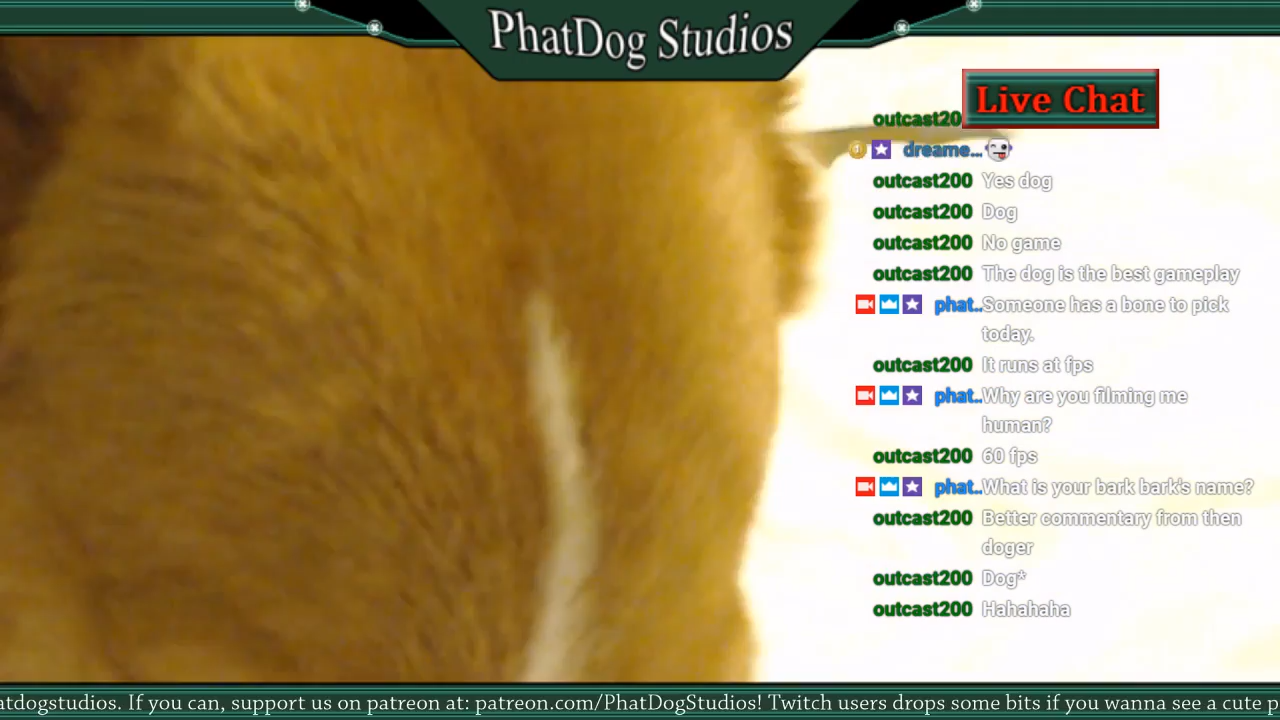 PhatDog Studios
Live Chat
outcast20
dreame...
outcast200 Yes dog
outcast200 Dog
outcast200 No game
outcast200 The dog is the best gameplay
phat.. Someone has a bone to pick
today.
outcast200 It runs at fps
phat.. Why are you filming me
human?
outcast200 60 fps
phat.. What is your bark bark's name?
outcast200 Better commentary from then
doger
outcast200 Dog*
outcast200 Hahahaha
atdogstudios. If you can, support us on patreon at: patreon.com/PhatDogStudios! Twitch users drops some bits if you wanna see a cute p